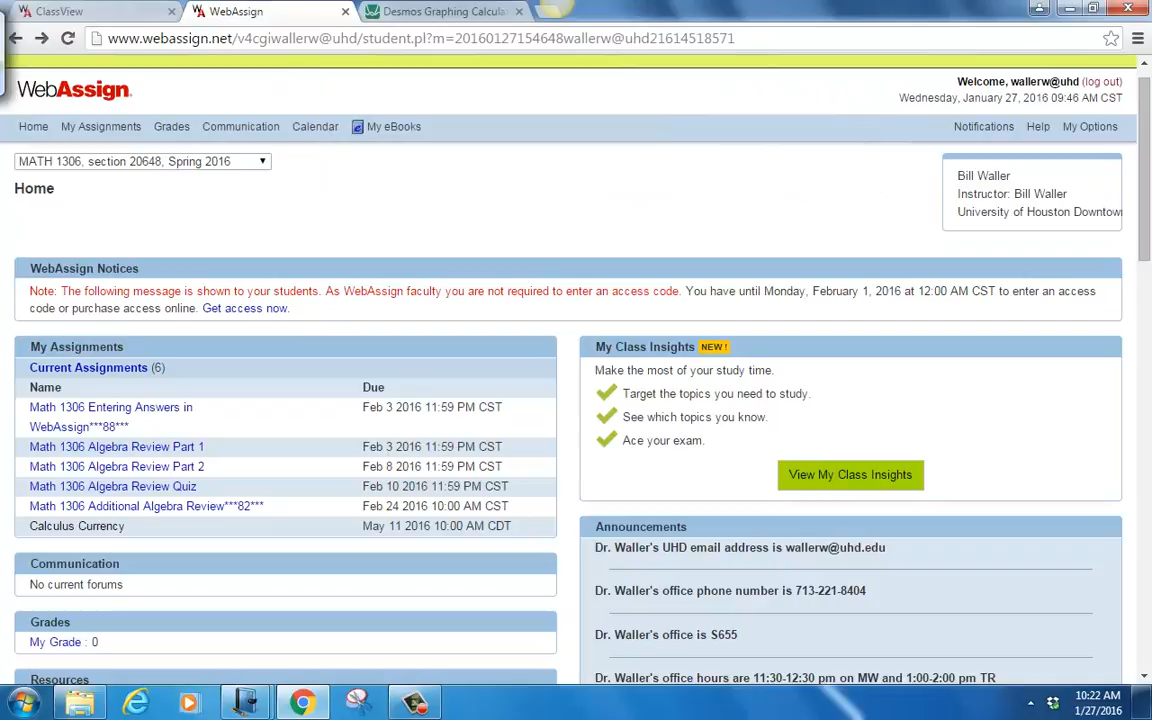 ClassView
WebAssign
Desmos Graphing Calcula
www.webassign.net/v4cgiwallerw@uhd/student.pl?m=20160127154648wallerw@uhd21614518571
WebAssign
Welcome, wallerw@uhd (log out)
Wednesday, January 27, 2016 09:46 AM CST
Home My Assignments Grades Communication Calendar My eBooks Notifications Help My Options
MATH 1306, section 20648, Spring 2016
Home
Bill Waller
Instructor: Bill Waller
University of Houston Downtown
WebAssign Notices
Note: The following message is shown to your students. As WebAssign faculty you are not required to enter an access code. You have until Monday, February 1, 2016 at 12:00 AM CST to enter an access
code or purchase access online. Get access now.
My Assignments
Current Assignments (6)
Name Due
Math 1306 Entering Answers in Feb 3 2016 11:59 PM CST
WebAssign***88***
Math 1306 Algebra Review Part 1 Feb 3 2016 11:59 PM CST
Math 1306 Algebra Review Part 2 Feb 8 2016 11:59 PM CST
Math 1306 Algebra Review Quiz Feb 10 2016 11:59 PM CST
Math 1306 Additional Algebra Review***82*** Feb 24 2016 10:00 AM CST
Calculus Currency May 11 2016 10:00 AM CDT
Communication
No current forums
Grades
My Grade : 0
Resources
My Class Insights NEW!
Make the most of your study time.
Target the topics you need to study.
See which topics you know.
Ace your exam.
View My Class Insights
Announcements
Dr. Waller's UHD email address is wallerw@uhd.edu
Dr. Waller's office phone number is 713-221-8404
Dr. Waller's office is S655
Dr. Waller's office hours are 11:30-12:30 pm on MW and 1:00-2:00 pm TR
10:22 AM
1/27/2016